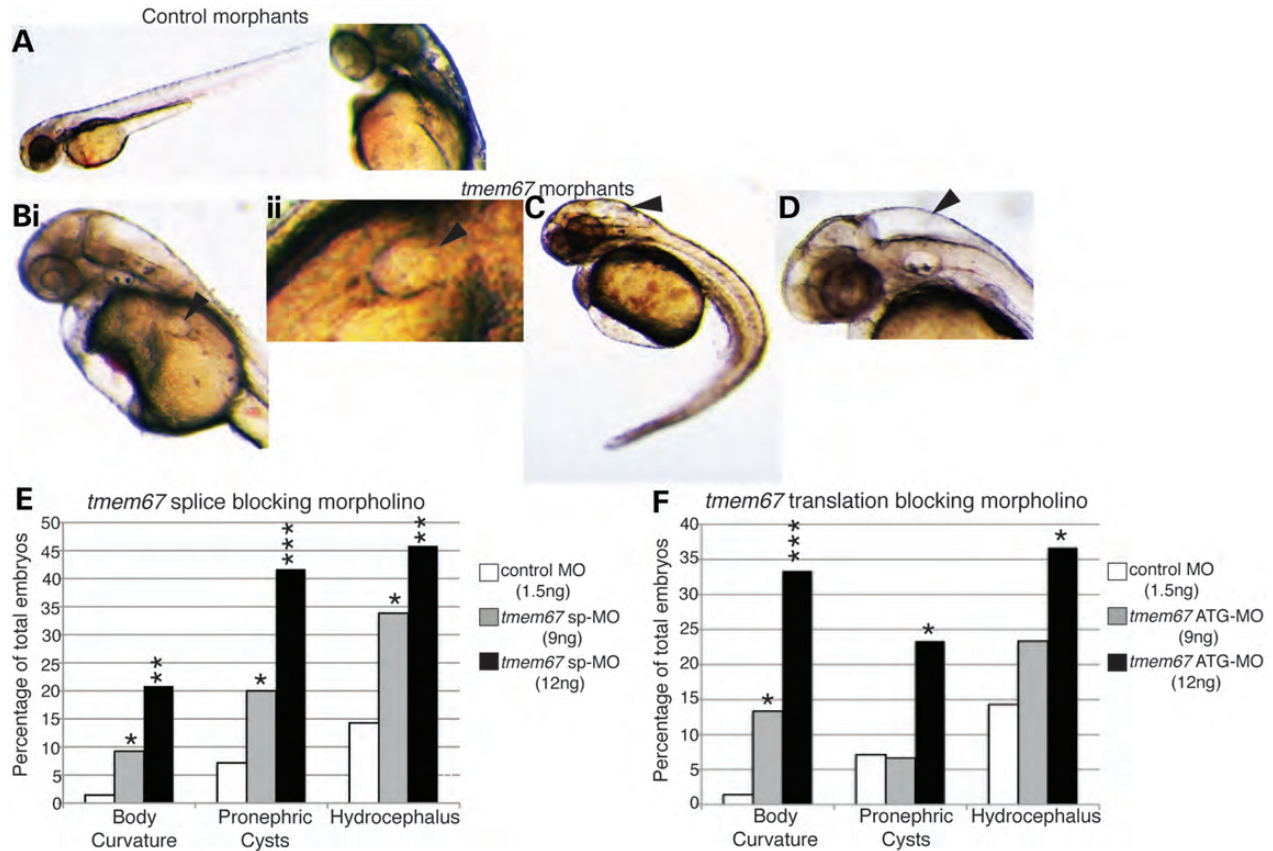 Control morphants
A
tmem67 morphants
Bi
ii
C
D
E
tmem67 splice blocking morpholino
Percentage of total embryos
50
45
40
35
30
25
20
15
10
5
0
*
**
*
***
*
**
Body
Curvature
Pronephric
Cysts
Hydrocephalus
control MO
(1.5ng)
tmem67 sp-MO
(9ng)
tmem67 sp-MO
(12ng)
F
tmem67 translation blocking morpholino
Percentage of total embryos
40
35
30
25
20
15
10
5
0
*
***
*
*
Body
Curvature
Pronephric
Cysts
Hydrocephalus
control MO
(1.5ng)
tmem67 ATG-MO
(9ng)
tmem67 ATG-MO
(12ng)